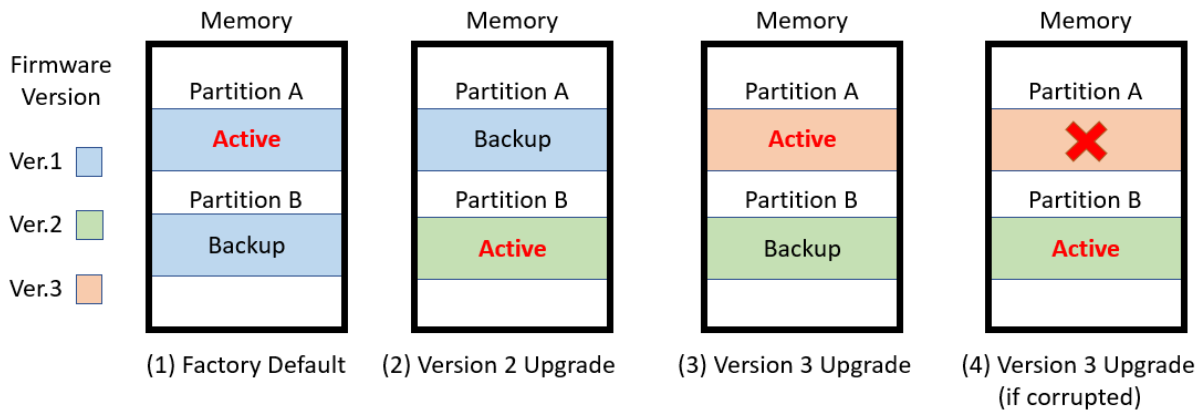 Memory
Memory
Memory
Memory
Firmware
Version
Ver.1
Ver.2
Ver.3
Partition A
Active
Partition B
Backup
(1) Factory Default
Partition A
Backup
Partition B
Active
(2) Version 2 Upgrade
Partition A
Active
Partition B
Backup
(3) Version 3 Upgrade
Partition A
Partition B
Active
(4) Version 3 Upgrade
(if corrupted)